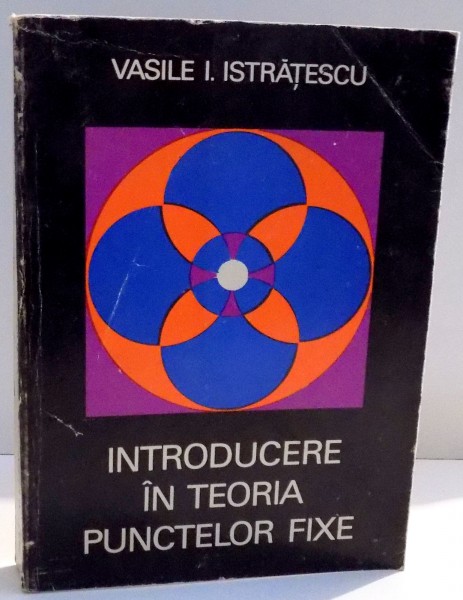 VASILE I. ISTRĂȚESCU
INTRODUCERE
ÎN TEORIA
PUNCTELOR FIXE